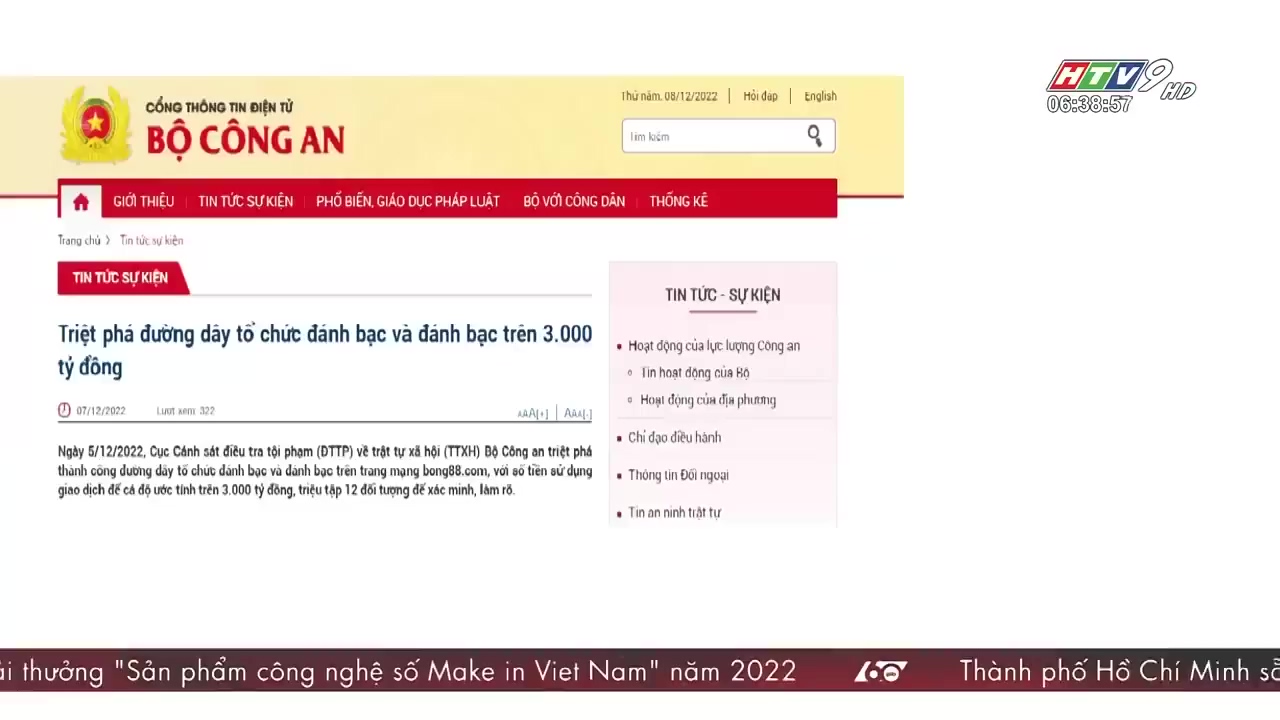 HTV9 HD
06:38:57
CỔNG THÔNG TIN ĐIỆN TỬ
BỘ CÔNG AN
Thứ năm, 08/12/2022
Hỏi đáp
English
Tìm kiếm
GIỚI THIỆU
TIN TỨC SỰ KIỆN
PHỔ BIẾN, GIÁO DỤC PHÁP LUẬT
BỘ VỚI CÔNG DÂN
THỐNG KÊ
Trang chủ > Tin tức sự kiện
TIN TỨC SỰ KIỆN
Triệt phá đường dây tổ chức đánh bạc và đánh bạc trên 3.000
tỷ đồng
07/12/2022
Lượt xem: 322
AAA[+]
AAA[-]
Ngày 5/12/2022, Cục Cảnh sát điều tra tội phạm (ĐTTP) về trật tự xã hội (TTXH) Bộ Công an triệt phá
thành công đường dây tổ chức đánh bạc và đánh bạc trên trang mạng bong88.com, với số tiền sử dụng
giao dịch để cá độ ước tính trên 3.000 tỷ đồng, triệu tập 12 đối tượng để xác minh, làm rõ.
TIN TỨC - SỰ KIỆN
Hoạt động của lực lượng Công an
Tin hoạt động của Bộ
Hoạt động của địa phương
Chỉ đạo điều hành
Thông tin Đối ngoại
Tin an ninh trật tự
ải thưởng "Sản phẩm công nghệ số Make in Viet Nam" năm 2022
60
Thành phố Hồ Chí Minh sẽ